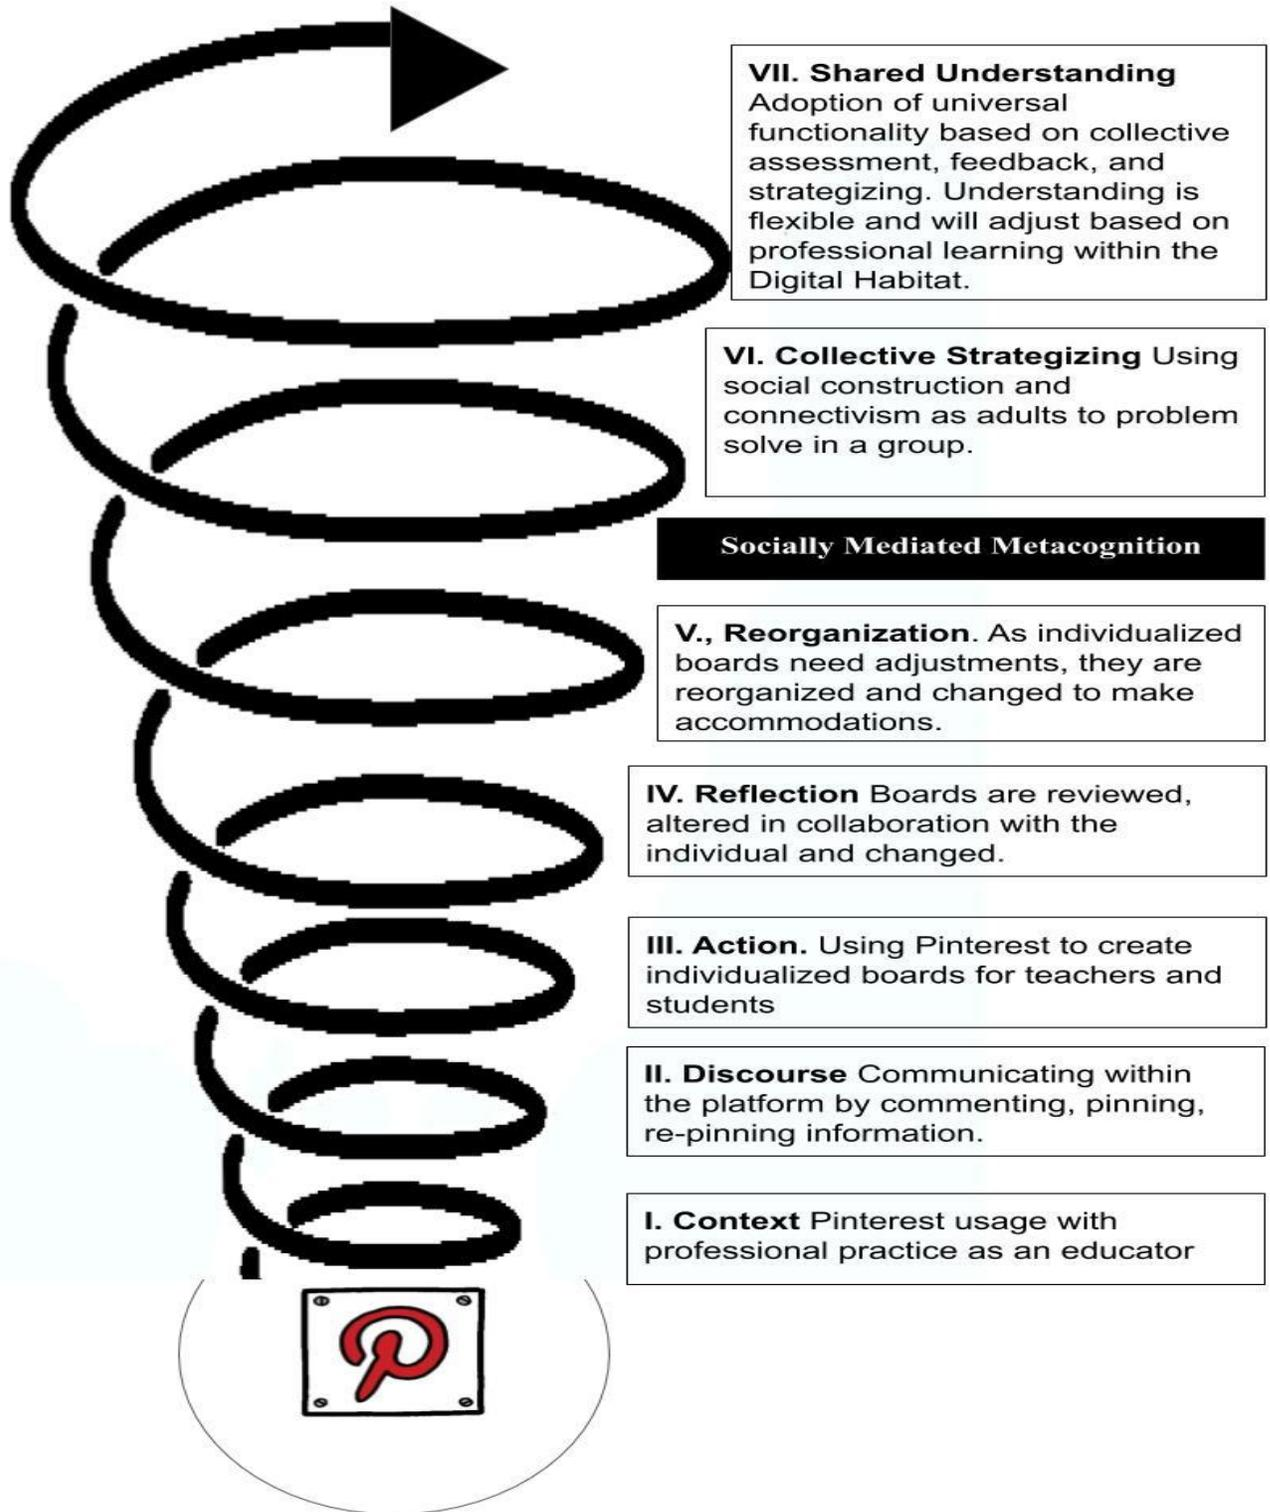 VII. Shared Understanding
Adoption of universal
functionality based on collective
assessment, feedback, and
strategizing. Understanding is
flexible and will adjust based on
professional learning within the
Digital Habitat.
VI. Collective Strategizing Using
social construction and
connectivism as adults to problem
solve in a group.
Socially Mediated Metacognition
V., Reorganization. As individualized
boards need adjustments, they are
reorganized and changed to make
accommodations.
IV. Reflection Boards are reviewed,
altered in collaboration with the
individual and changed.
III. Action. Using Pinterest to create
individualized boards for teachers and
students
II. Discourse Communicating within
the platform by commenting, pinning,
re-pinning information.
I. Context Pinterest usage with
professional practice as an educator